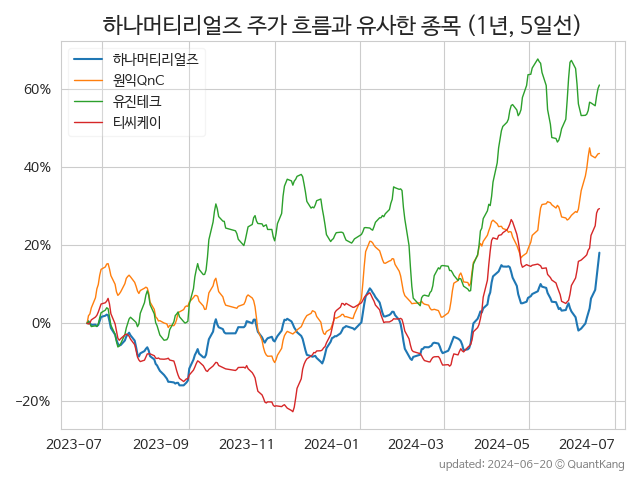 하나머티리얼즈 주가 흐름과 유사한 종목 (1년, 5일선)
하나머티리얼즈
원익QnC
유진테크
티씨케이
60%
40%
20%
0%
−20%
2023-07 2023-09 2023-11 2024-01 2024-03 2024-05 2024-07
updated: 2024-06-20 © QuantKang